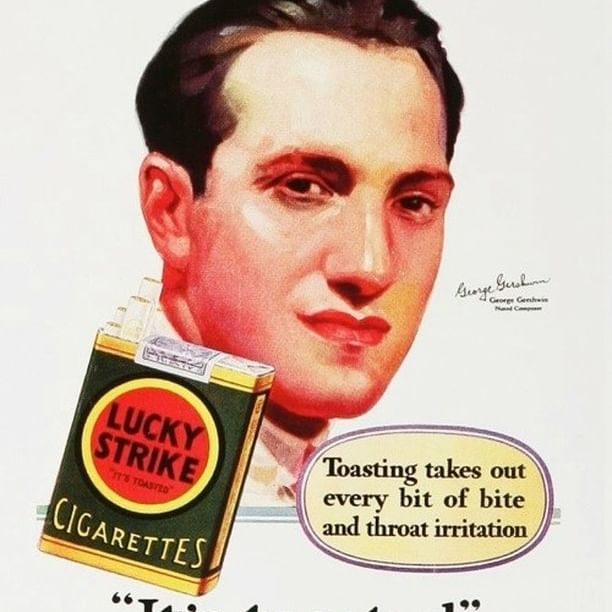 George Gershwin
George Gershwin
Noted Composer
LUCKY
STRIKE
"IT'S TOASTED"
CIGARETTES
Toasting takes out
every bit of bite
and throat irritation